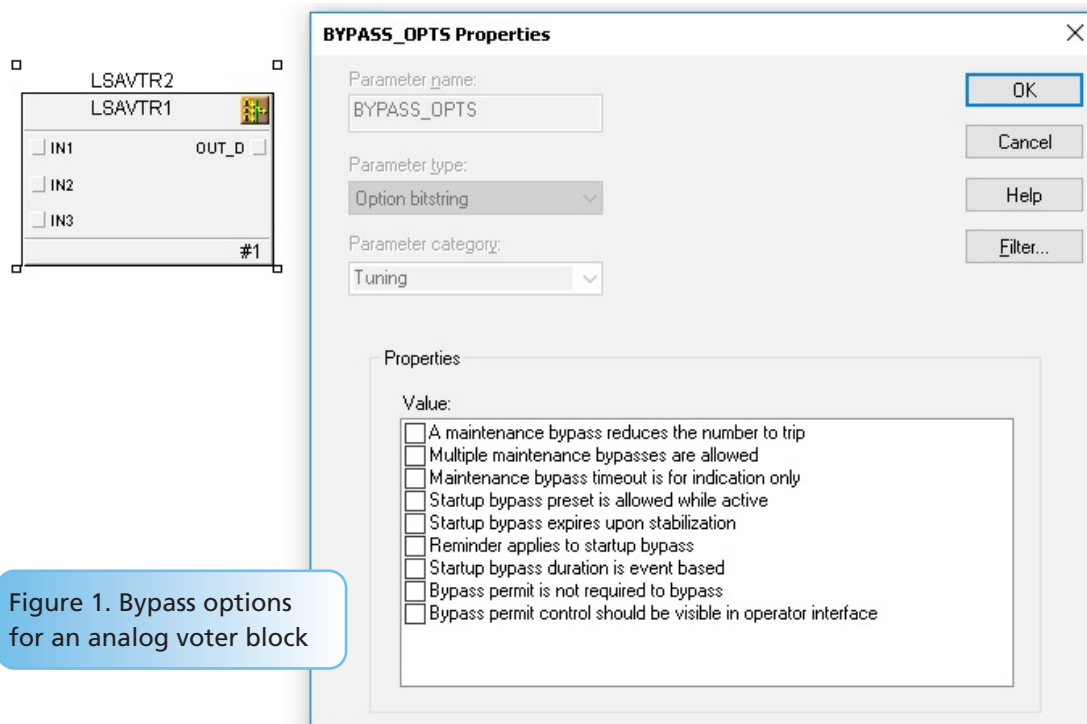 LSAVTR2
LSAVTR1
IN1
OUT_D
IN2
IN3
#1
BYPASS_OPTS Properties
Parameter name:
BYPASS_OPTS
Parameter type:
Option bitstring
Parameter category:
Tuning
OK
Cancel
Help
Filter...
Properties
Value:
A maintenance bypass reduces the number to trip
Multiple maintenance bypasses are allowed
Maintenance bypass timeout is for indication only
Startup bypass preset is allowed while active
Startup bypass expires upon stabilization
Reminder applies to startup bypass
Startup bypass duration is event based
Bypass permit is not required to bypass
Bypass permit control should be visible in operator interface
Figure 1. Bypass options
for an analog voter block